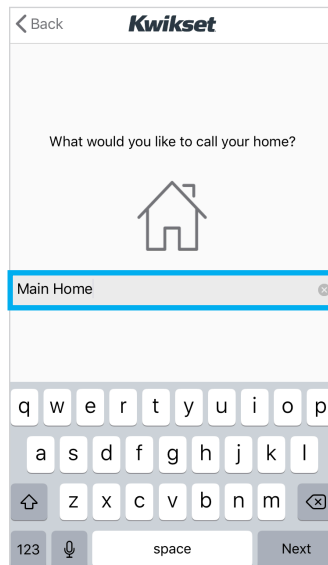 Back Kwikset
What would you like to call your home?
Main Home
q w e r t y u i o p
a s d f g h j k l
z x c v b n m
123 space Next